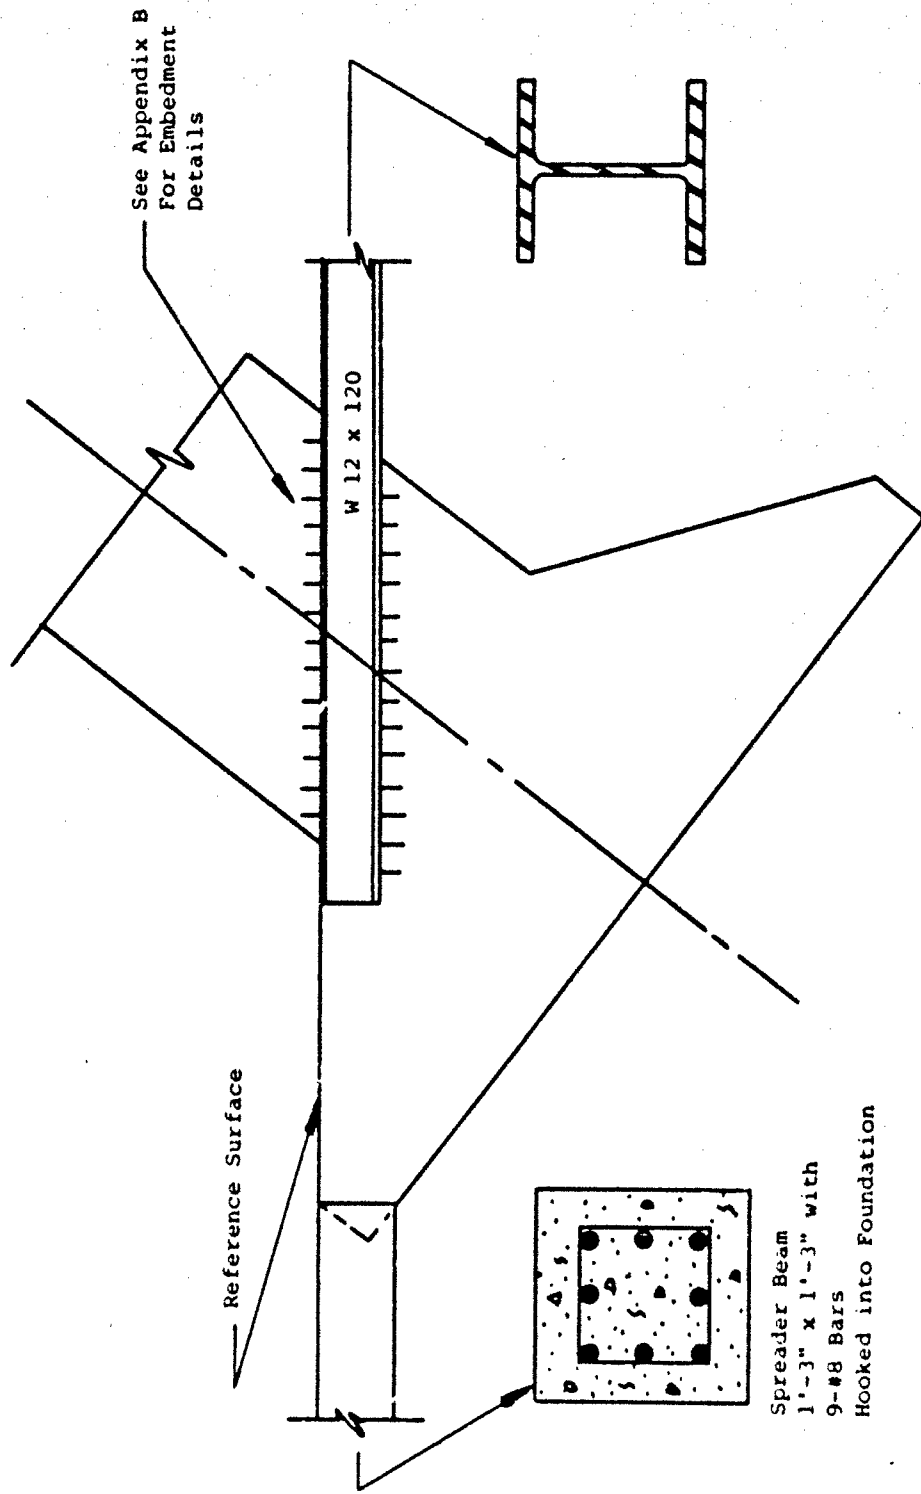 See Appendix B
For Embedment
Details
W 12 x 120
Reference Surface
Spreader Beam
1'-3" x 1'-3" with
9-#8 Bars
Hooked into Foundation